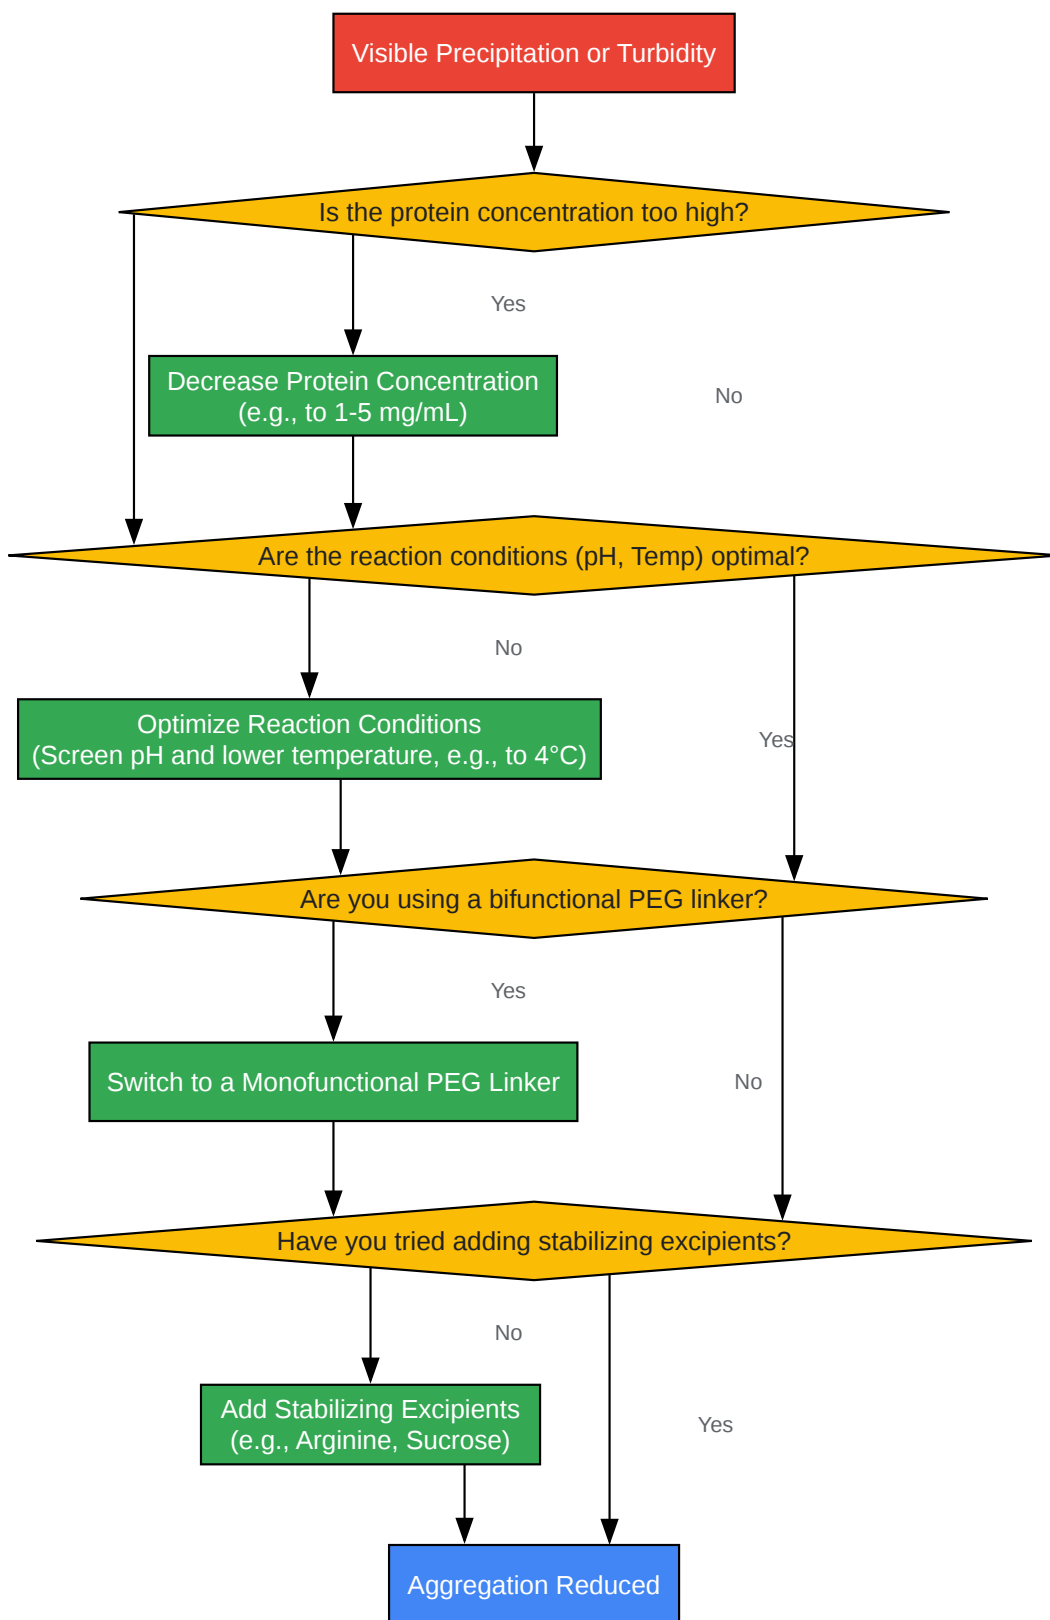 Visible Precipitation or Turbidity
Is the protein concentration too high?
Yes
Decrease Protein Concentration
(e.g., to 1-5 mg/mL)
No
Are the reaction conditions (pH, Temp) optimal?
No
Optimize Reaction Conditions
(Screen pH and lower temperature, e.g., to 4°C)
Yes
Are you using a bifunctional PEG linker?
Yes
Switch to a Monofunctional PEG Linker
No
Have you tried adding stabilizing excipients?
No
Add Stabilizing Excipients
(e.g., Arginine, Sucrose)
Yes
Aggregation Reduced